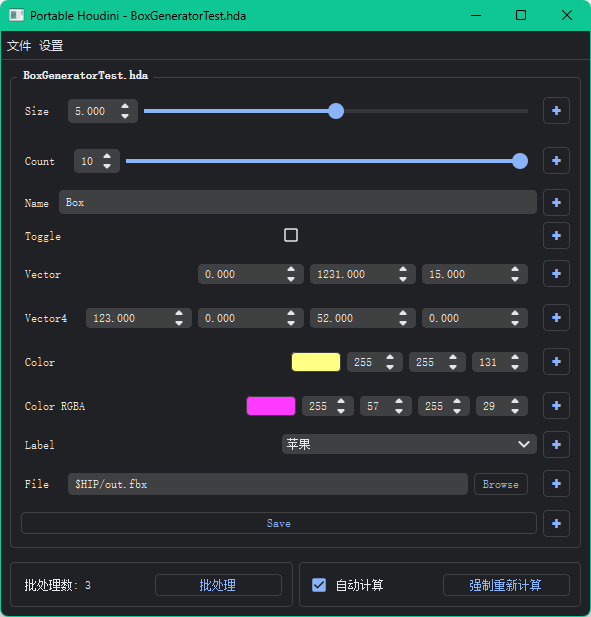 Portable Houdini - BoxGeneratorTest.hda
文件 设置
BoxGeneratorTest.hda
Size 5.000
Count 10
Name Box
Toggle
Vector 0.000 1231.000 15.000
Vector4 123.000 0.000 52.000 0.000
Color 255 255 131
Color RGBA 255 57 255 29
Label 苹果
File $HIP/out.fbx Browse
Save
批处理数: 3 批处理 自动计算 强制重新计算